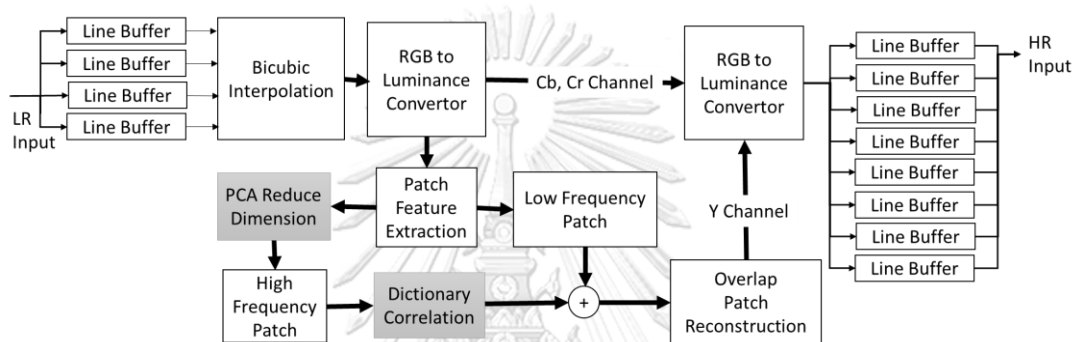 Line Buffer
Line Buffer
Line Buffer
Line Buffer
LR
Input
Bicubic
Interpolation
RGB to
Luminance
Convertor
Cb, Cr Channel
RGB to
Luminance
Convertor
Line Buffer
Line Buffer
Line Buffer
Line Buffer
Line Buffer
Line Buffer
Line Buffer
Line Buffer
HR
Input
PCA Reduce
Dimension
Patch
Feature
Extraction
Low Frequency
Patch
Y Channel
High
Frequency
Patch
Dictionary
Correlation
+
Overlap
Patch
Reconstruction